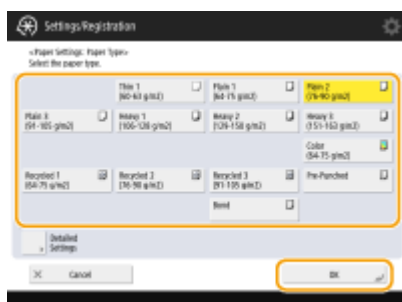 Settings/Registration
<Paper Settings: Paper Type>
Select the paper type.
Thin 1
(60-63 g/m2)
Plain 1
(64-75 g/m2)
Plain 2
(76-90 g/m2)
Plain 3
(91-105 g/m2)
Heavy 1
(106-128 g/m2)
Heavy 2
(129-150 g/m2)
Heavy 3
(151-163 g/m2)
Color
(64-75 g/m2)
Recycled 1
(64-75 g/m2)
Recycled 2
(76-90 g/m2)
Recycled 3
(91-105 g/m2)
Pre-Punched
Bond
Detailed
Settings
Cancel
OK